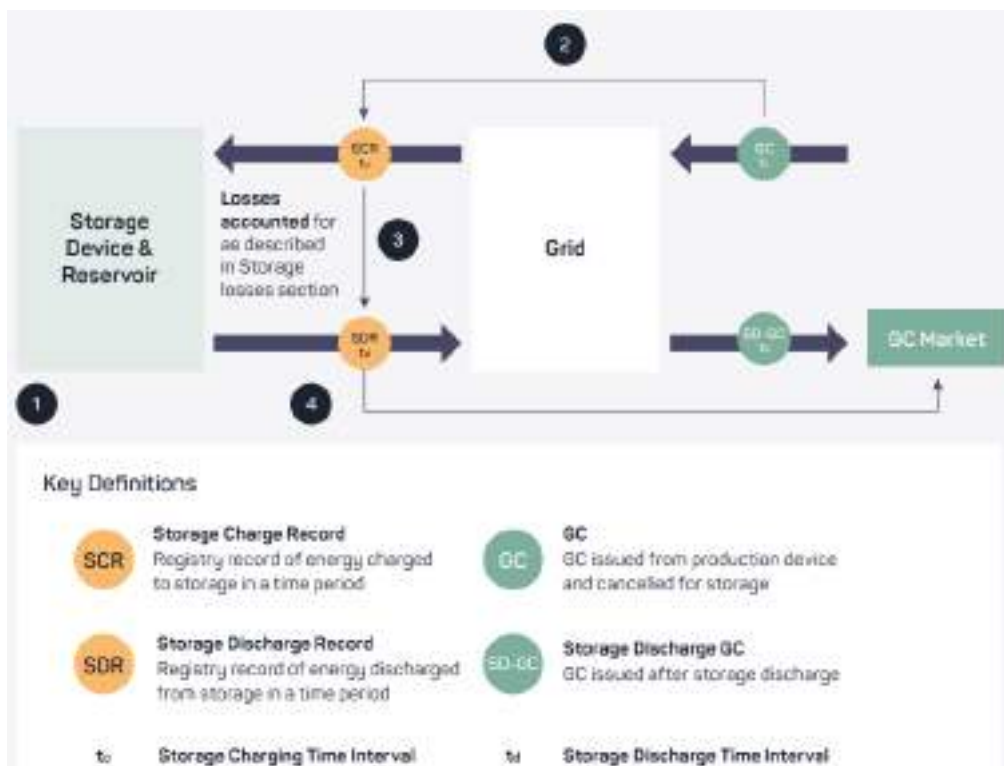 2
SCR
tc
GC
tc
Storage
Device &
Reservoir
Losses
accounted for
as described
in Storage
losses section
3
Grid
SDR
td
SD-GC
td
GC Market
1
4
Key Definitions
SCR
Storage Charge Record
Registry record of energy charged
to storage in a time period
GC
GC
GC issued from production device
and cancelled for storage
SDR
Storage Discharge Record
Registry record of energy discharged
from storage in a time period
SD-GC
Storage Discharge GC
GC issued after storage discharge
tc
Storage Charging Time Interval
td
Storage Discharge Time Interval